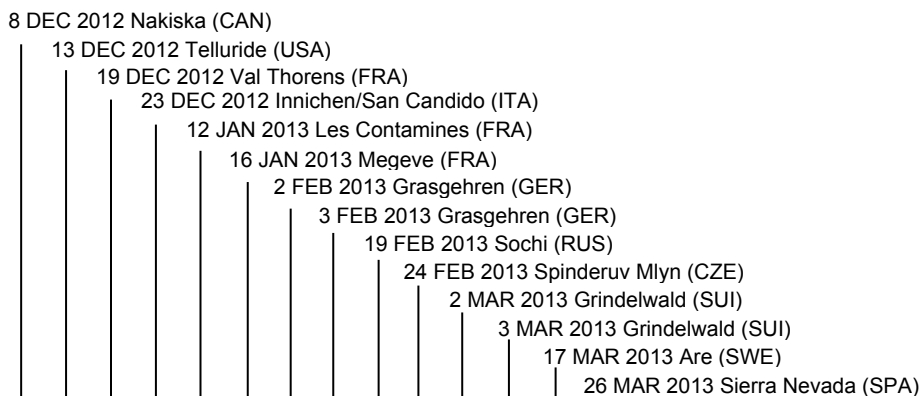 8 DEC 2012 Nakiska (CAN)
13 DEC 2012 Telluride (USA)
19 DEC 2012 Val Thorens (FRA)
23 DEC 2012 Innichen/San Candido (ITA)
12 JAN 2013 Les Contamines (FRA)
16 JAN 2013 Megeve (FRA)
2 FEB 2013 Grasgehren (GER)
3 FEB 2013 Grasgehren (GER)
19 FEB 2013 Sochi (RUS)
24 FEB 2013 Spinderuv Mlyn (CZE)
2 MAR 2013 Grindelwald (SUI)
3 MAR 2013 Grindelwald (SUI)
17 MAR 2013 Are (SWE)
26 MAR 2013 Sierra Nevada (SPA)